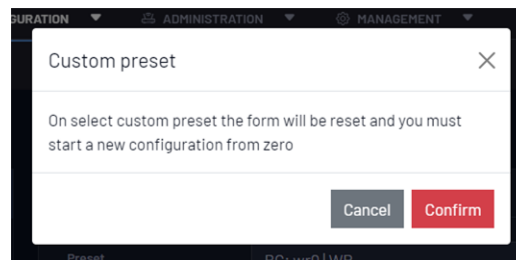 GURATION ADMINISTRATION MANAGEMENT
Custom preset
On select custom preset the form will be reset and you must
start a new configuration from zero
Cancel Confirm
Preset